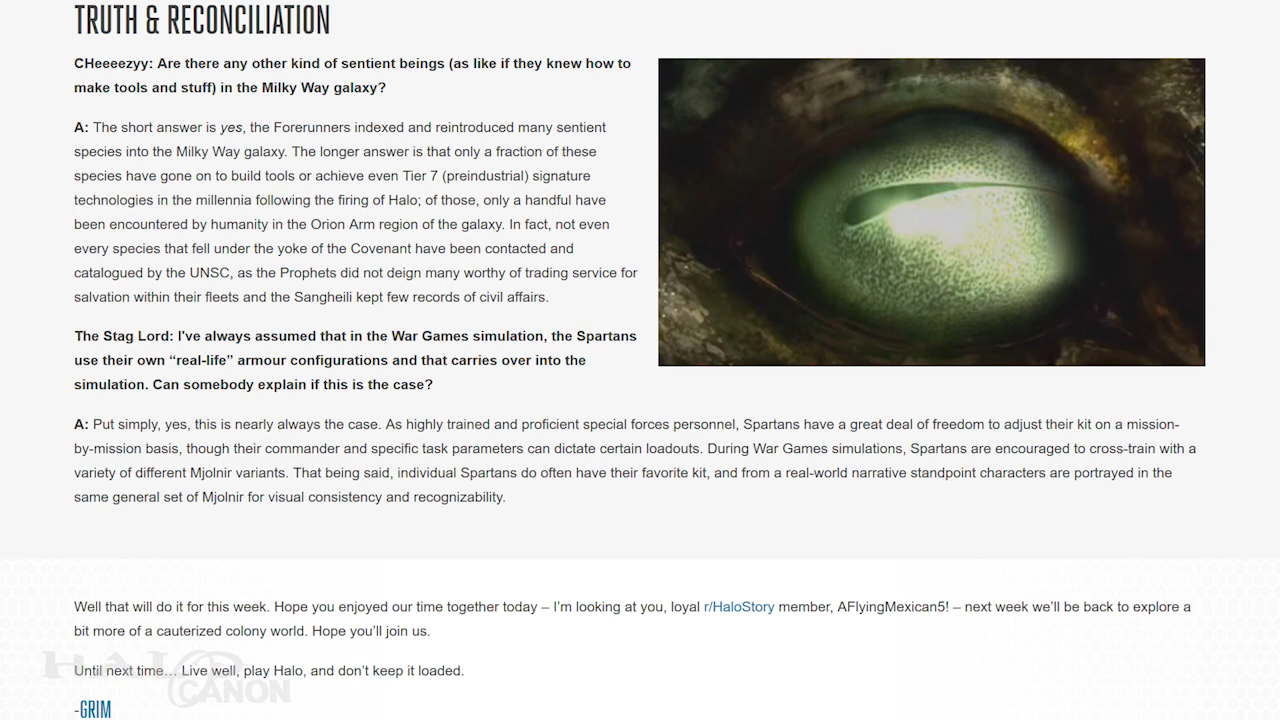 TRUTH & RECONCILIATION
CHeeeezyy: Are there any other kind of sentient beings (as like if they knew how to
make tools and stuff) in the Milky Way galaxy?
A: The short answer is yes, the Forerunners indexed and reintroduced many sentient
species into the Milky Way galaxy. The longer answer is that only a fraction of these
species have gone on to build tools or achieve even Tier 7 (preindustrial) signature
technologies in the millennia following the firing of Halo; of those, only a handful have
been encountered by humanity in the Orion Arm region of the galaxy. In fact, not even
every species that fell under the yoke of the Covenant have been contacted and
catalogued by the UNSC, as the Prophets did not deign many worthy of trading service for
salvation within their fleets and the Sangheili kept few records of civil affairs.
The Stag Lord: I've always assumed that in the War Games simulation, the Spartans
use their own “real-life” armour configurations and that carries over into the
simulation. Can somebody explain if this is the case?
A: Put simply, yes, this is nearly always the case. As highly trained and proficient special forces personnel, Spartans have a great deal of freedom to adjust their kit on a mission-
by-mission basis, though their commander and specific task parameters can dictate certain loadouts. During War Games simulations, Spartans are encouraged to cross-train with a
variety of different Mjolnir variants. That being said, individual Spartans do often have their favorite kit, and from a real-world narrative standpoint characters are portrayed in the
same general set of Mjolnir for visual consistency and recognizability.
Well that will do it for this week. Hope you enjoyed our time together today – I’m looking at you, loyal r/HaloStory member, AFlyingMexican5! – next week we’ll be back to explore a
bit more of a cauterized colony world. Hope you’ll join us.
Until next time… Live well, play Halo, and don’t keep it loaded.
HALO
CANON
-GRIM